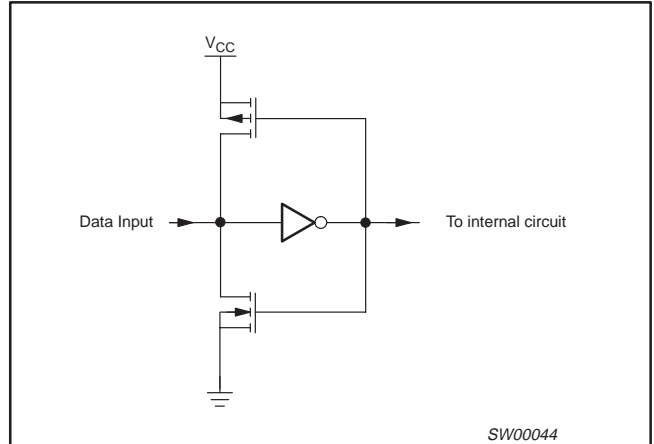 VCC
Data Input
To internal circuit
SW00044